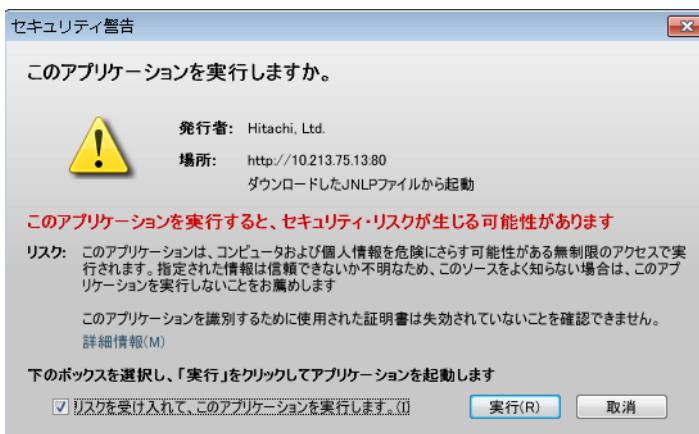 セキュリティ警告
このアプリケーションを実行しますか。
発行者: Hitachi, Ltd.
場所: http://10.213.75.13:80
ダウンロードしたJNLPファイルから起動
このアプリケーションを実行すると、セキュリティ・リスクが生じる可能性があります
リスク: このアプリケーションは、コンピュータおよび個人情報を危険にさらす可能性がある無制限のアクセスで実
行されます。指定された情報は信頼できないか不明なため、このソースをよく知らない場合は、このアプ
リケーションを実行しないことをお薦めします
このアプリケーションを識別するために使用された証明書は失効されていないことを確認できません。
詳細情報(M)
下のボックスを選択し、「実行」をクリックしてアプリケーションを起動します
リスクを受け入れて、このアプリケーションを実行します。(I) 実行(R) 取消